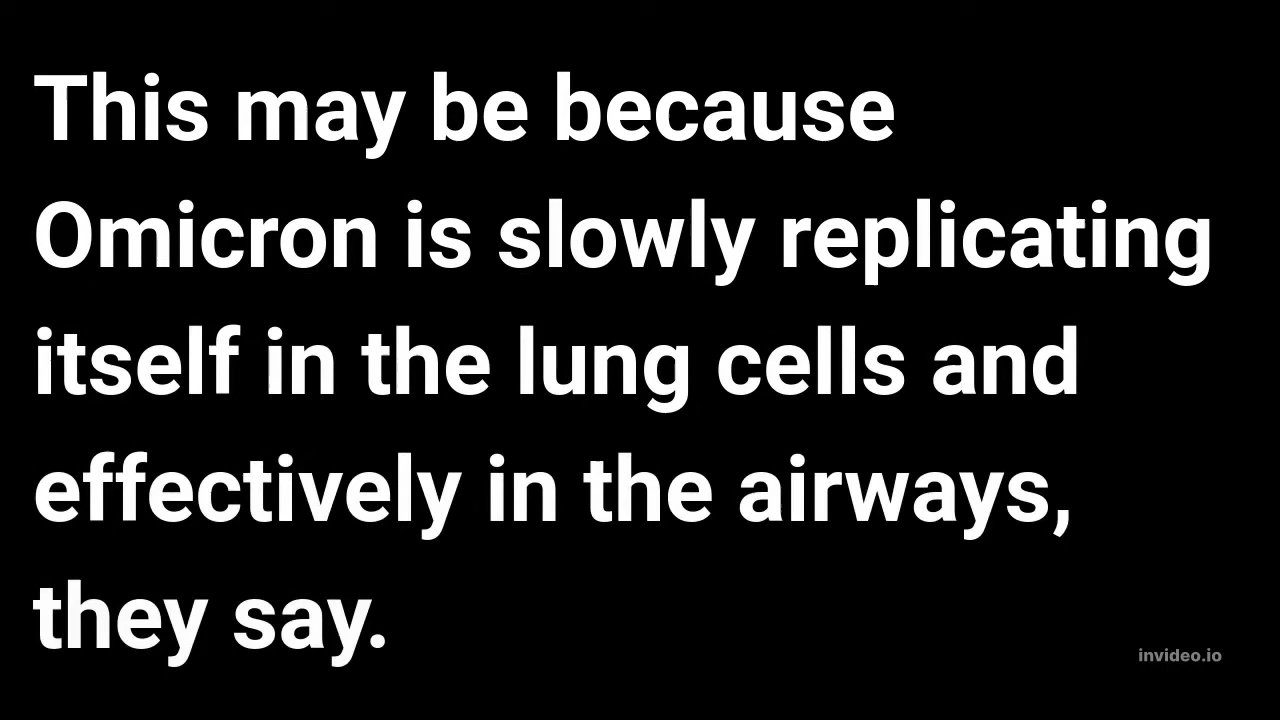 This may be because
Omicron is slowly replicating
itself in the lung cells and
effectively in the airways,
they say.
invideo.io